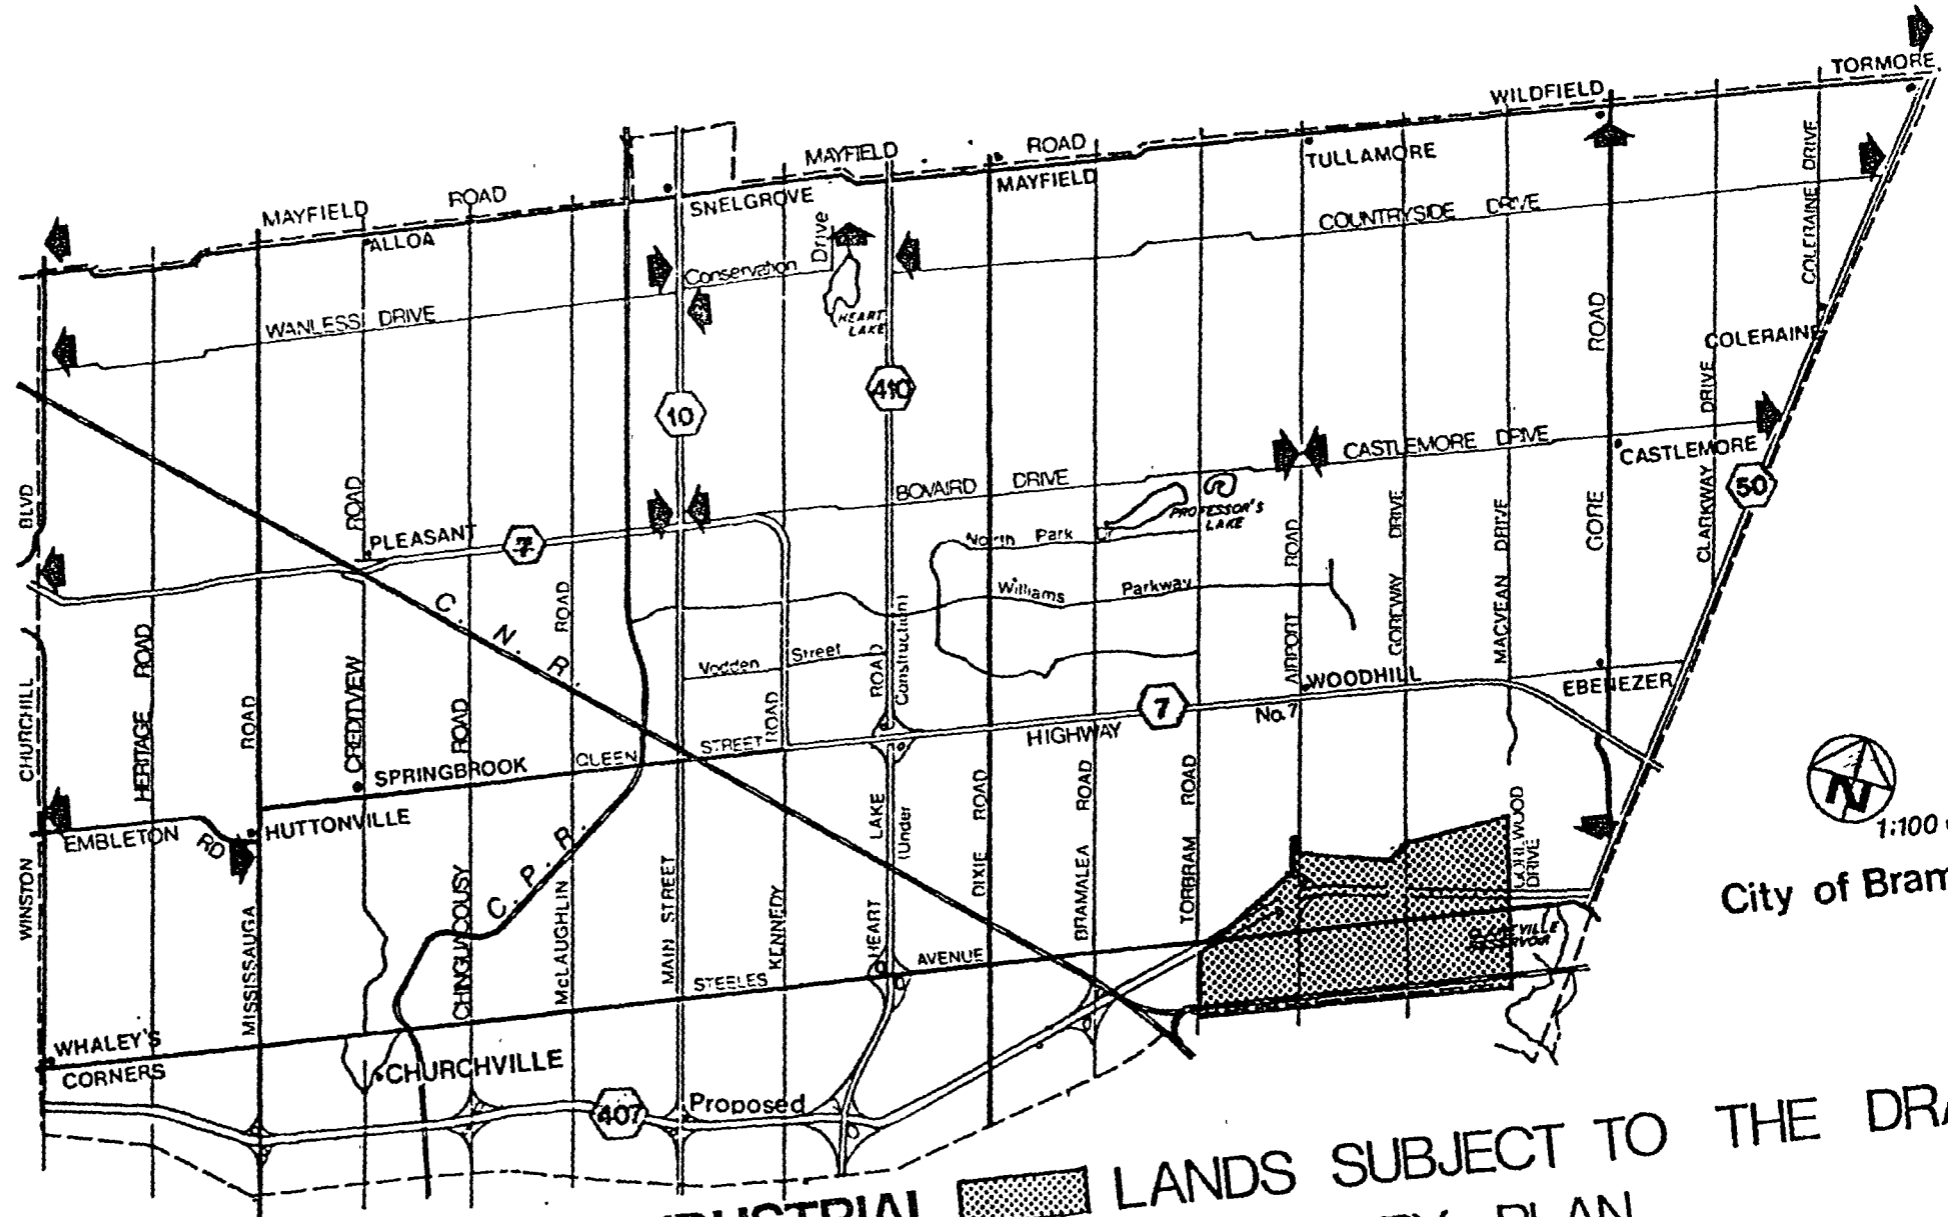 TORMORE
WILDFIELD
MAYFIELD
ROAD
TULLAMORE
MAYFIELD
ROAD
MAYFIELD
SNELGROVE
ALLOA
COUNTRYSIDE DRIVE
COLERAINE DRIVE
Conservation
Drive
HEART
LAKE
WANLESS DRIVE
ROAD
COLERAINE
10
410
CASTLEMORE DRIVE
CASTLEMORE
CLARKWAY DRIVE
50
BOVAIRD DRIVE
PROFESSOR'S
LAKE
BLVD
ROAD
PLEASANT
7
North Park
Williams Parkway
C. N. R.
ROAD
AIRPORT ROAD
GOREWAY DRIVE
MACVEAN DRIVE
GORE
Vodden Street
ROAD
Construction)
CHURCHILL
HERITAGE ROAD
ROAD
CREDITVIEW
ROAD
WOODHILL
EBENEZER
7
No.7
HIGHWAY
QUEEN STREET
ROAD
SPRINGBROOK
HUTTONVILLE
EMBLETON RD
WINSTON
MISSISSAUGA
CHINGUACOUSY
McLAUGHLIN
C. P. R.
MAIN STREET
KENNEDY
HEART LAKE
(Under
DIXIE ROAD
BRAMALEA ROAD
TORBRAM ROAD
DRIVE
N
1:100
City of Bram
STEELES AVENUE
WHALEY'S
CORNERS
CHURCHVILLE
407
Proposed
LANDS SUBJECT TO THE DRA
PLAN